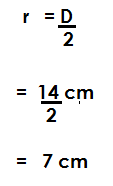 r = D
2
= 14 cm
2
= 7 cm